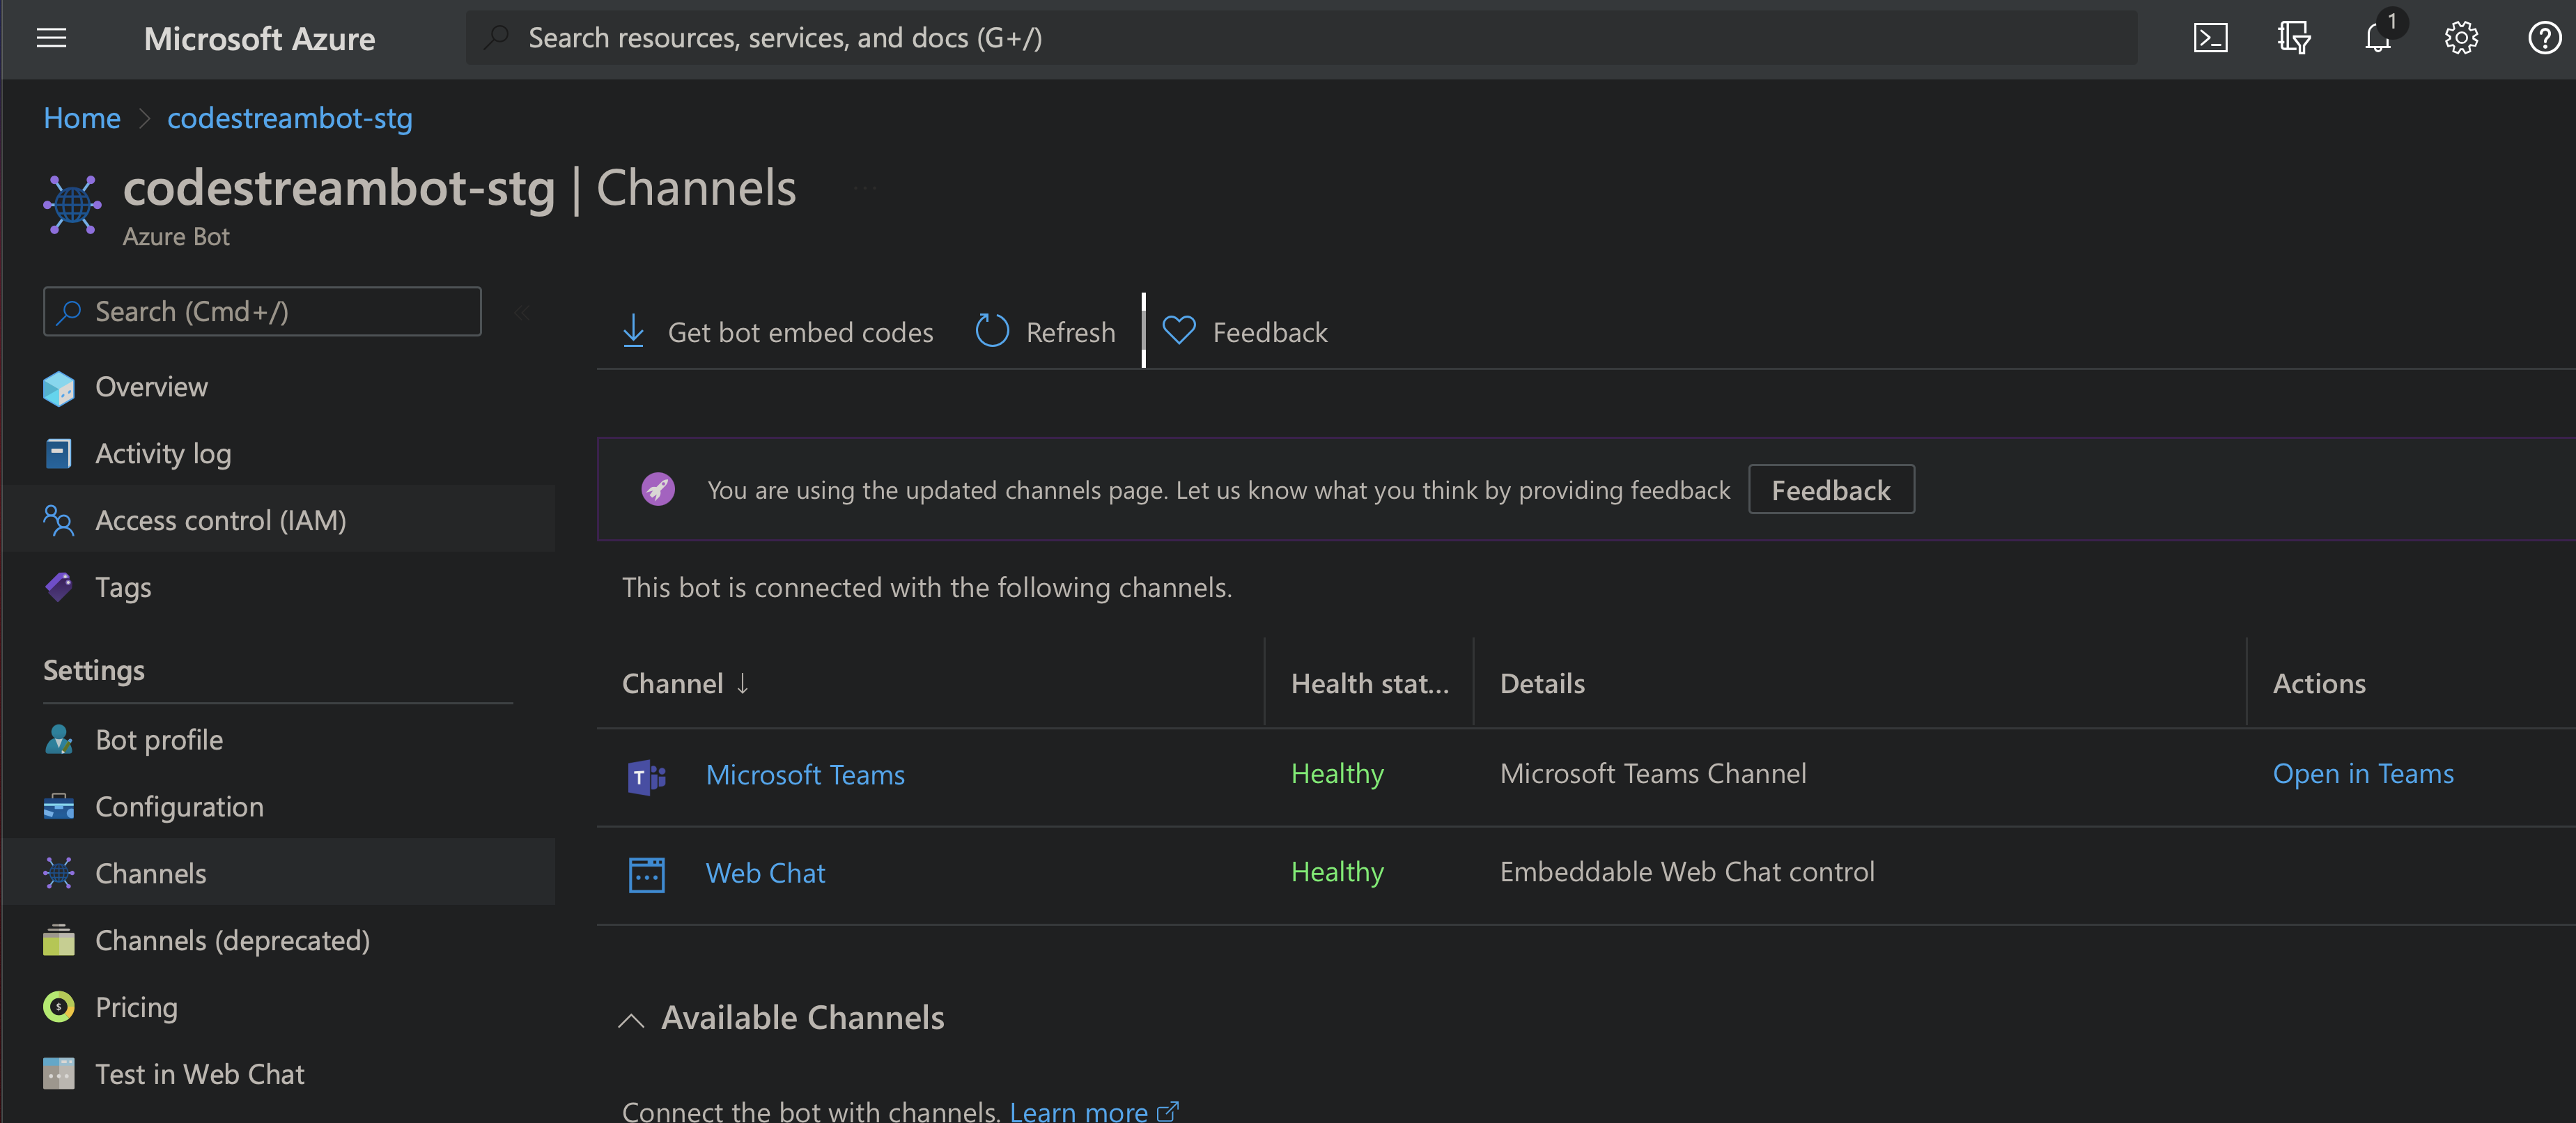 Microsoft Azure
Search resources, services, and docs (G+/)
1
Home > codestreambot-stg
codestreambot-stg | Channels ...
Azure Bot
Search (Cmd+/)
«
Overview
Activity log
Access control (IAM)
Tags
Settings
Bot profile
Configuration
Channels
Channels (deprecated)
Pricing
Test in Web Chat
Get bot embed codes
Refresh
Feedback
You are using the updated channels page. Let us know what you think by providing feedback
Feedback
This bot is connected with the following channels.
Channel ↓ Health stat... Details Actions
Microsoft Teams Healthy Microsoft Teams Channel Open in Teams
Web Chat Healthy Embeddable Web Chat control
Available Channels
Connect the bot with channels. Learn more